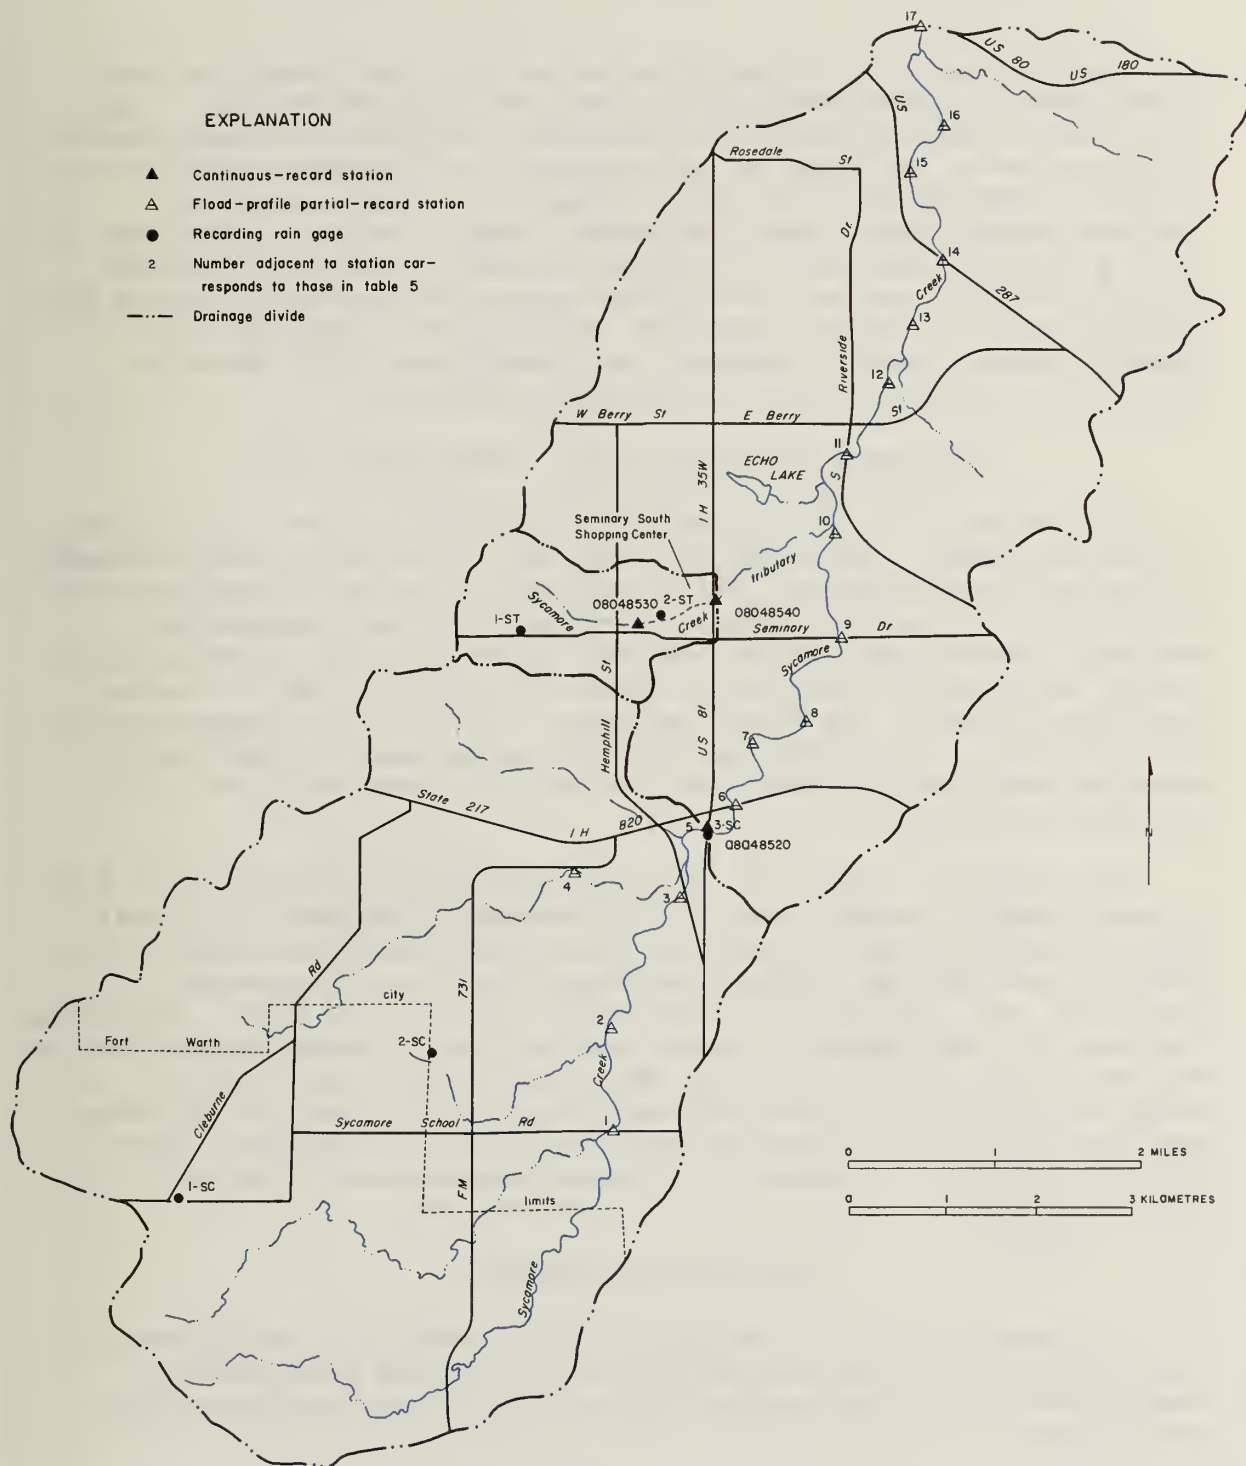 EXPLANATION
Continuous-record station
Flood-profile partial-record station
Recording rain gage
2 Number adjacent to station cor-
responds to those in table 5
Drainage divide
17
US 80
US 180
US
16
Rosedale St
15
Dr.
14
Creek
287
13
Riverside
12
W Berry St
E Berry
St
11
ECHO
LAKE
S
IH 35W
Seminary South
Shopping Center
10
tributary
Sycamore
08048530
2-ST
Creek
08048540
1-ST
9
Seminary Dr
Sycamore
St
8
US 81
7
Hemphill
State 217
6
IH 820
5
3-SC
08048520
N
4
3
Rd
731
city
2
Fort Worth
2-SC
Creek
Cleburne
Sycamore School Rd
1
0 1 2 MILES
1-SC
FM
limits
0 1 2 3 KILOMETRES
Sycamore